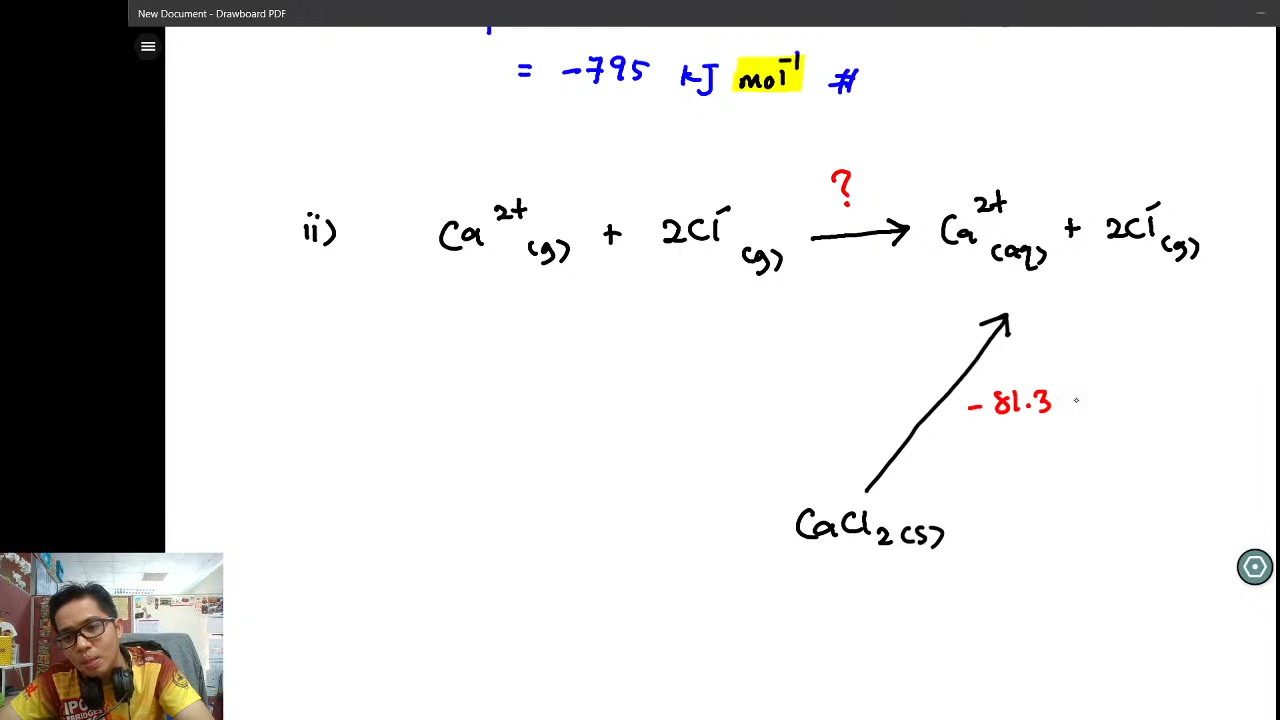 New Document - Drawboard PDF
= -795 kJ mol⁻¹ #
?
ii) Ca²⁺(g) + 2Cl⁻(g) → Ca²⁺(aq) + 2Cl⁻(g)
- 81.3
CaCl₂(s)